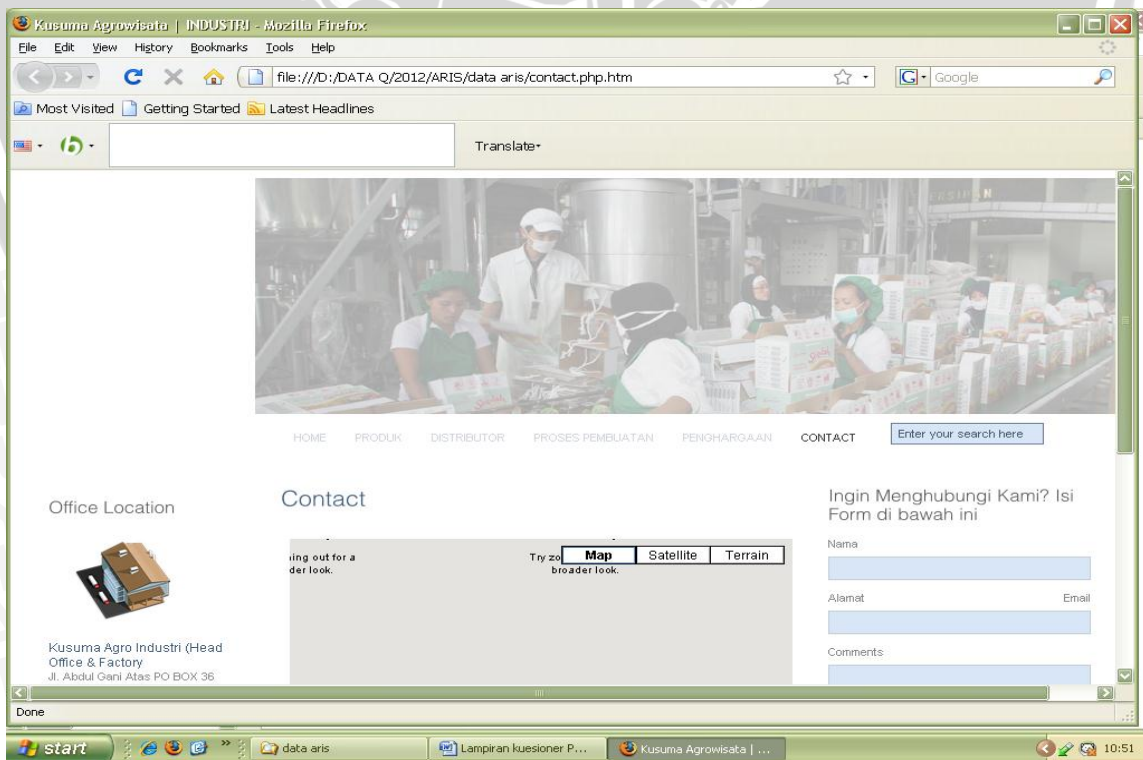 Kusuma Agrowisata | INDUSTRI - Mozilla Firefox
File Edit View History Bookmarks Tools Help
file:///D:/DATA Q/2012/ARIS/data aris/contact.php.htm
G Google
Most Visited Getting Started Latest Headlines
Translate
HOME PRODUK DISTRIBUTOR PROSES PEMBUATAN PENGHARGAAN CONTACT Enter your search here
Office Location
Contact
Ingin Menghubungi Kami? Isi
Form di bawah ini
out for a
der look.
Try zo
broader look.
Map Satellite Terrain
Nama
Alamat Email
Comments
Kusuma Agro Industri (Head
Office & Factory
Jl. Abdul Gani Atas PO BOX 36
Done
start data aris Lampiran kuesioner P... Kusuma Agrowisata | ... 10:51